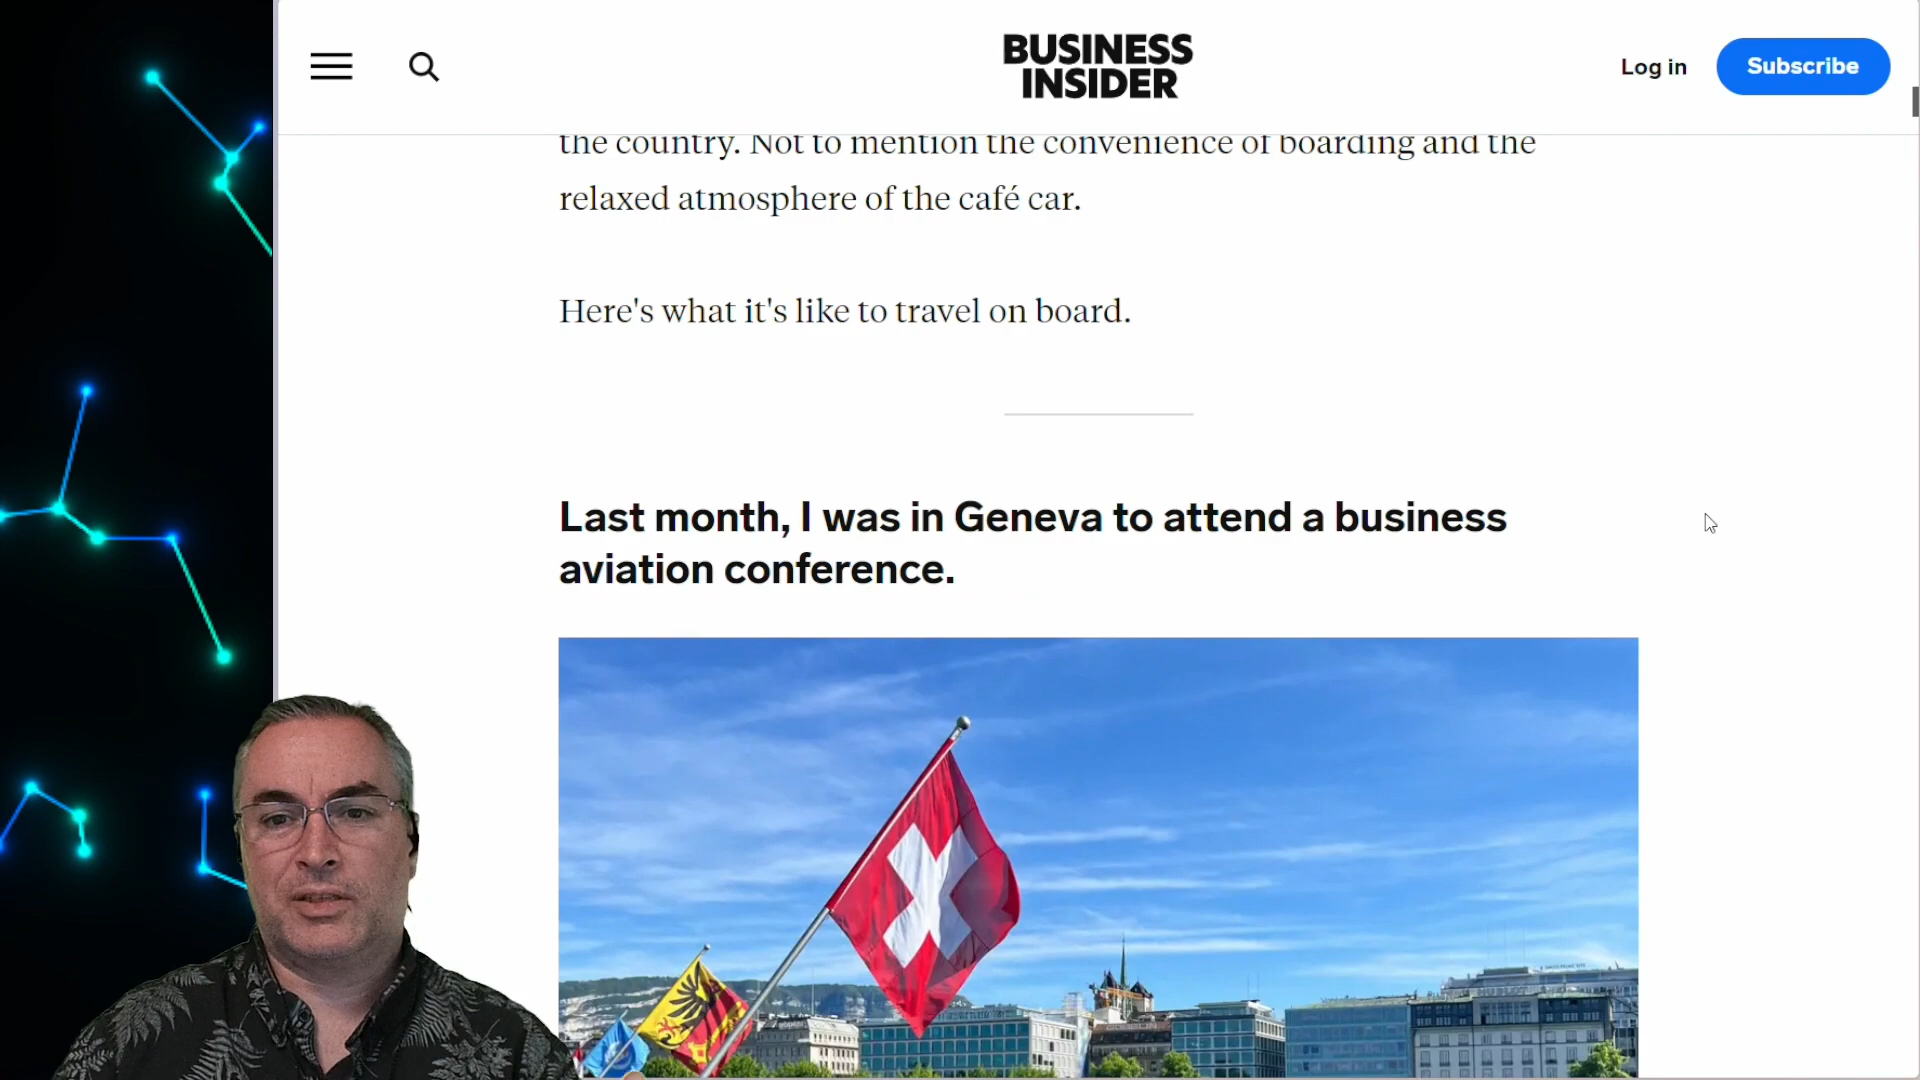 BUSINESS
INSIDER
Log in
Subscribe
the country. Not to mention the convenience of boarding and the
relaxed atmosphere of the café car.
Here's what it's like to travel on board.
Last month, I was in Geneva to attend a business
aviation conference.